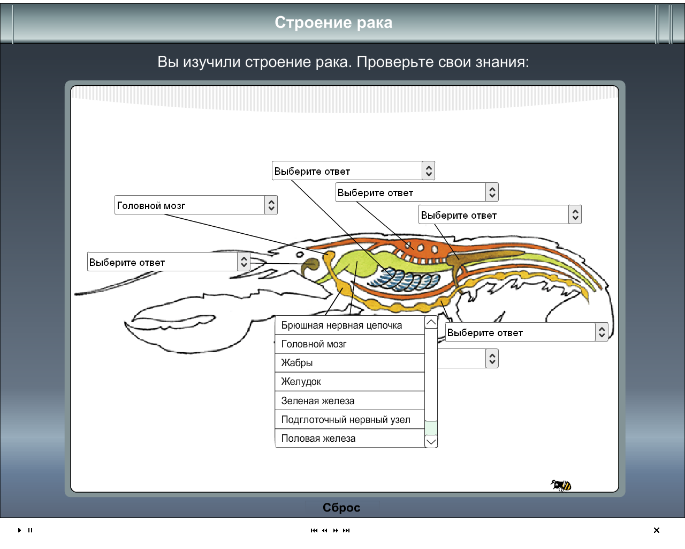 Строение рака
Вы изучили строение рака. Проверьте свои знания:
Выберите ответ
Выберите ответ
Головной мозг
Выберите ответ
Выберите ответ
Брюшная нервная цепочка
Головной мозг
Жабры
Желудок
Зеленая железа
Подглоточный нервный узел
Половая железа
Выберите ответ
Сброс